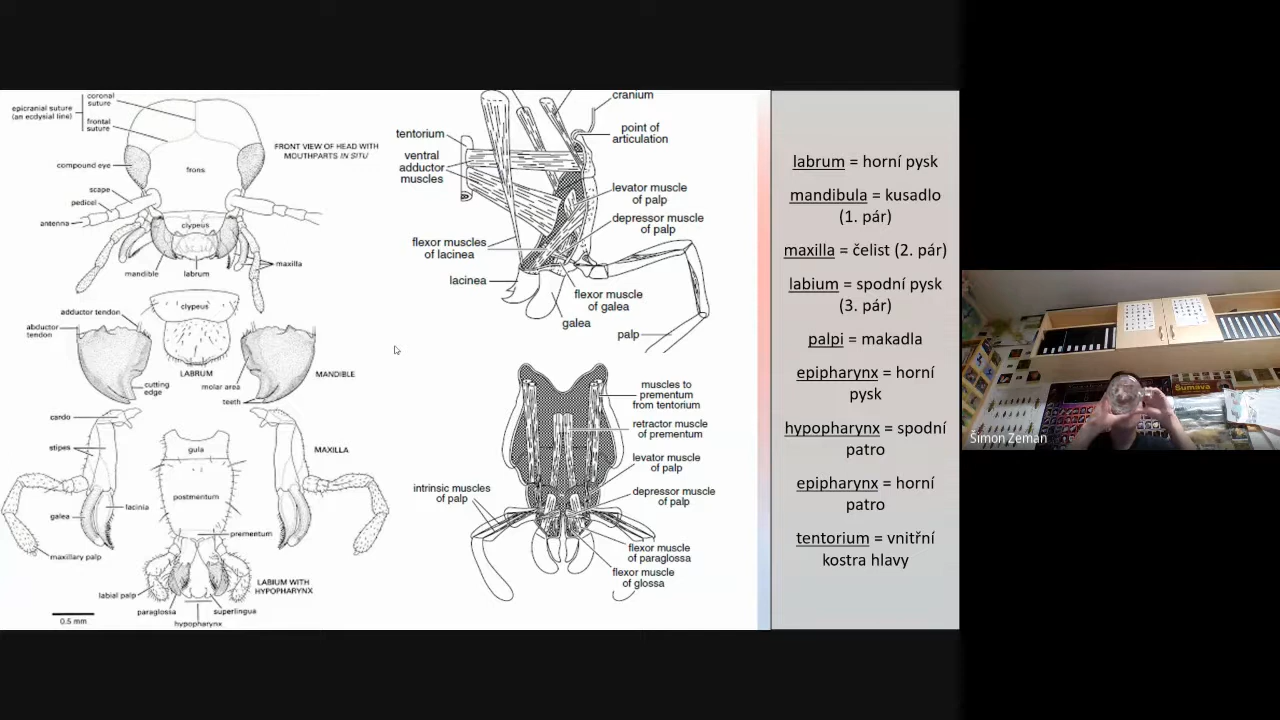 coronal
suture
epicranial suture
(an ecdysial line)
frontal
suture
FRONT VIEW OF HEAD WITH
MOUTHPARTS IN SITU
compound eye
frons
scape
pedicel
antenna
clypeus
mandible
labrum
maxilla
clypeus
adductor tendon
abductor
tendon
LABRUM
MANDIBLE
cutting
edge
molar area
teeth
cardo
stipes
gula
MAXILLA
postmentum
galea
lacinia
prementum
maxillary palp
LABIUM WITH
HYPOPHARYNX
labial palp
paraglossa
superlingua
hypopharynx
0.5 mm
cranium
tentorium
point of
articulation
ventral
adductor
muscles
levator muscle
of palp
depressor muscle
of palp
flexor muscles
of lacinea
lacinea
flexor muscle
of galea
galea
palp
muscles to
prementum
from tentorium
retractor muscle
of prementum
levator muscle
of palp
intrinsic muscles
of palp
depressor muscle
of palp
flexor muscle
of paraglossa
flexor muscle
of glossa
labrum = horní pysk
mandibula = kusadlo
(1. pár)
maxilla = čelist (2. pár)
labium = spodní pysk
(3. pár)
palpi = makadla
epipharynx = horní
pysk
hypopharynx = spodní
patro
epipharynx = horní
patro
tentorium = vnitřní
kostra hlavy
Šumava
Šimon Zeman